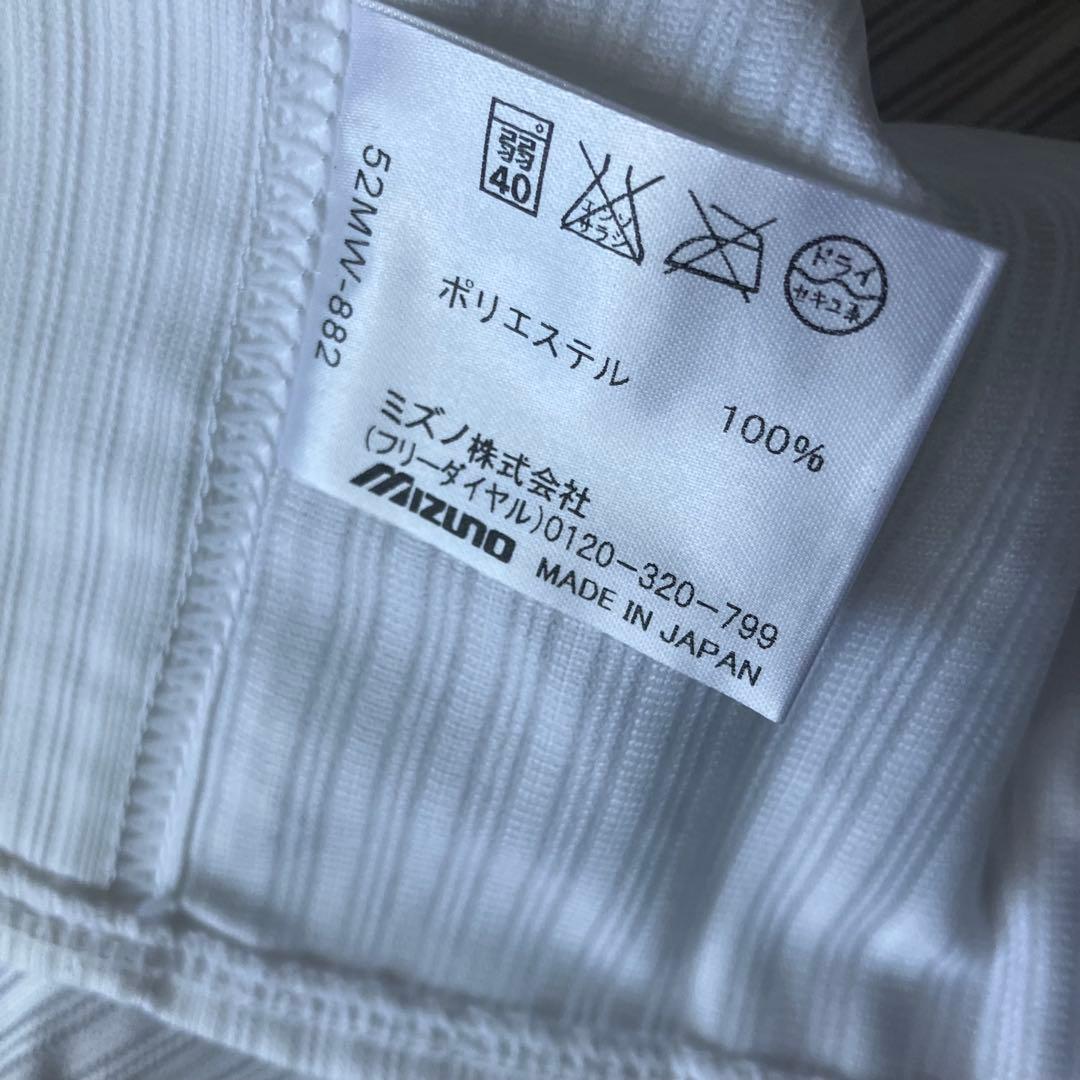 弱
40
エンソ
サラシ
ドライ
セキユ系
ポリエステル 100%
ミズノ株式会社
(フリーダイヤル)0120-320-799
MIZUNO MADE IN JAPAN
52MW-882